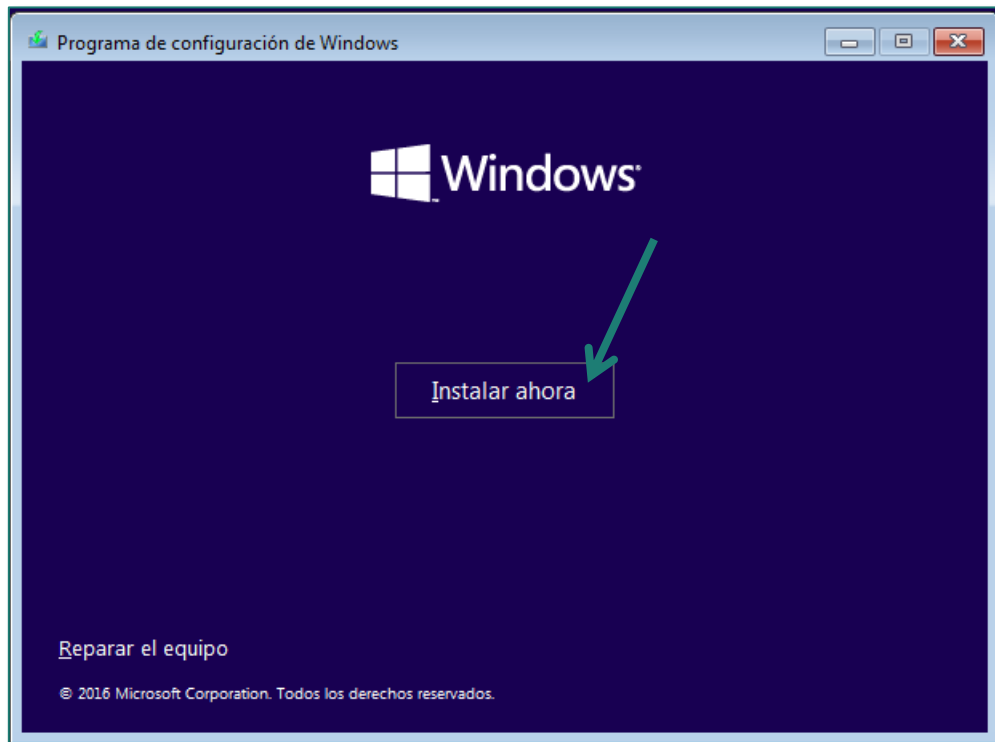 Programa de configuración de Windows
Windows
Instalar ahora
Reparar el equipo
© 2016 Microsoft Corporation. Todos los derechos reservados.